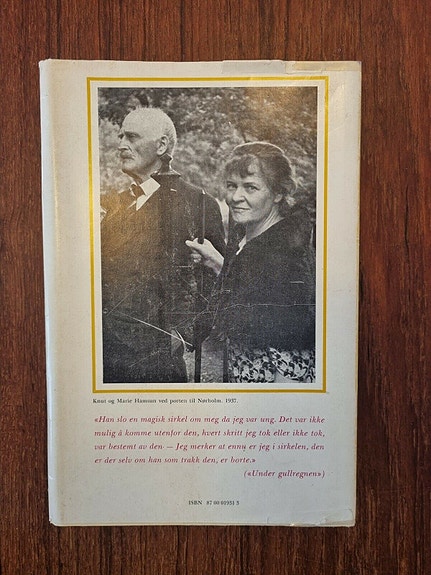 Knut og Marie Hamsun ved porten til Nørholm. 1937.
«Han slo en magisk sirkel om meg da jeg var ung. Det var ikke
mulig å komme utenfor den, hvert skritt jeg tok eller ikke tok,
var bestemt av den. — Jeg merker at ennu er jeg i sirkelen, den
er der selv om han som trakk den, er borte.»
(«Under gullregnen»)
ISBN 87 00 01931 3